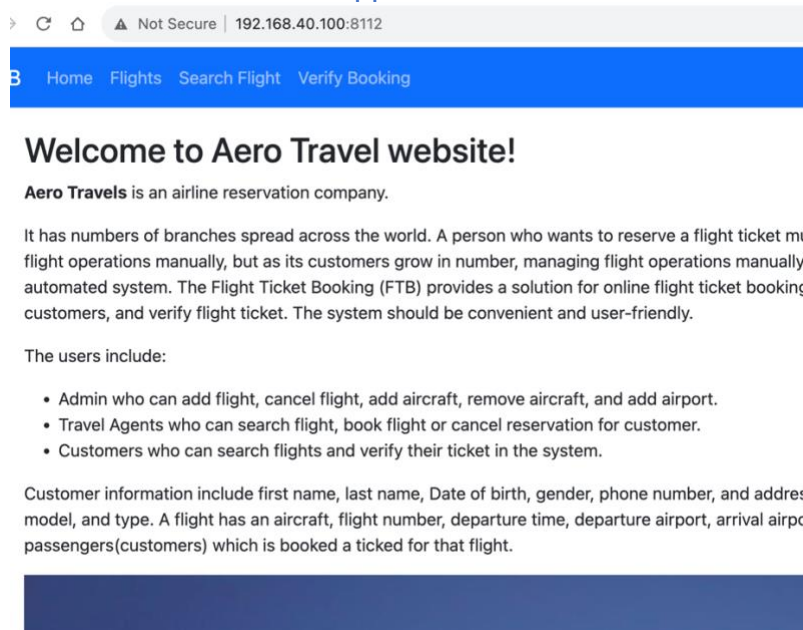 Not Secure | 192.168.40.100:8112
B Home Flights Search Flight Verify Booking
Welcome to Aero Travel website!
Aero Travels is an airline reservation company.
It has numbers of branches spread across the world. A person who wants to reserve a flight ticket mu
flight operations manually, but as its customers grow in number, managing flight operations manually
automated system. The Flight Ticket Booking (FTB) provides a solution for online flight ticket booking
customers, and verify flight ticket. The system should be convenient and user-friendly.
The users include:
• Admin who can add flight, cancel flight, add aircraft, remove aircraft, and add airport.
• Travel Agents who can search flight, book flight or cancel reservation for customer.
• Customers who can search flights and verify their ticket in the system.
Customer information include first name, last name, Date of birth, gender, phone number, and addres
model, and type. A flight has an aircraft, flight number, departure time, departure airport, arrival airpo
passengers(customers) which is booked a ticked for that flight.